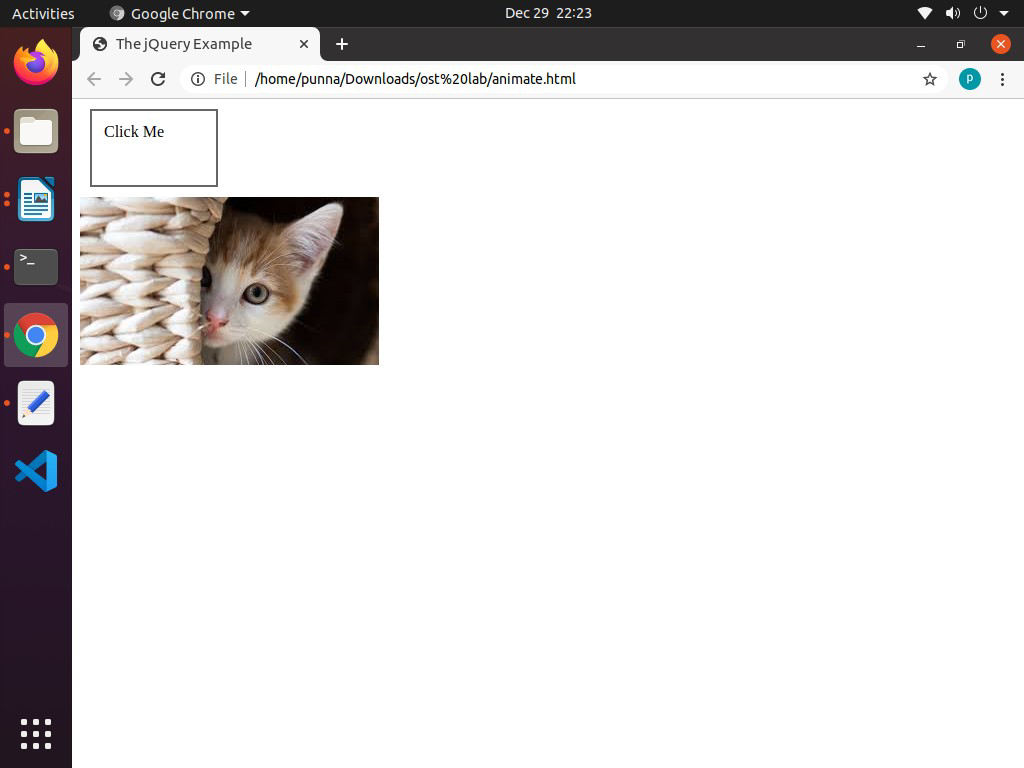 Activities
Google Chrome
Dec 29 22:23
The jQuery Example
File
/home/punna/Downloads/ost%20lab/animate.html
p
Click Me
>_